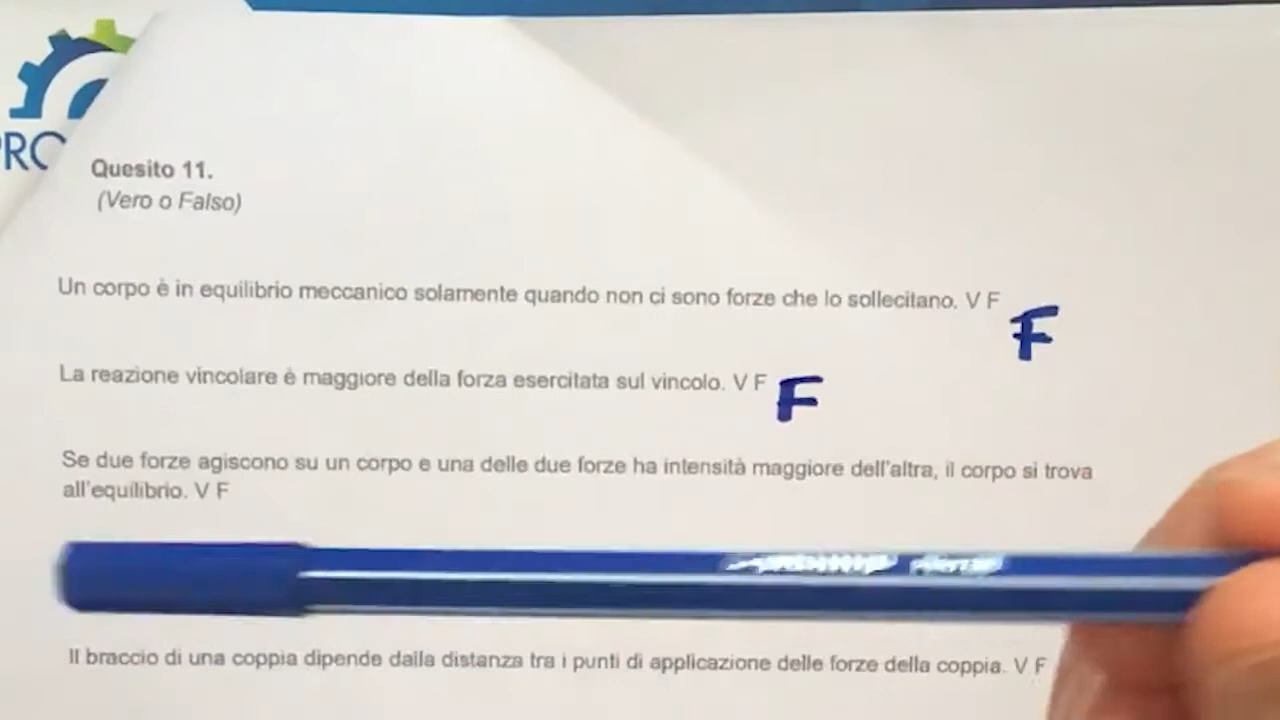 PRO
Quesito 11.
(Vero o Falso)
Un corpo è in equilibrio meccanico solamente quando non ci sono forze che lo sollecitano. V F
F
La reazione vincolare è maggiore della forza esercitata sul vincolo. V F
F
Se due forze agiscono su un corpo e una delle due forze ha intensità maggiore dell'altra, il corpo si trova
all'equilibrio. V F
Il braccio di una coppia dipende dalla distanza tra i punti di applicazione delle forze della coppia. V F